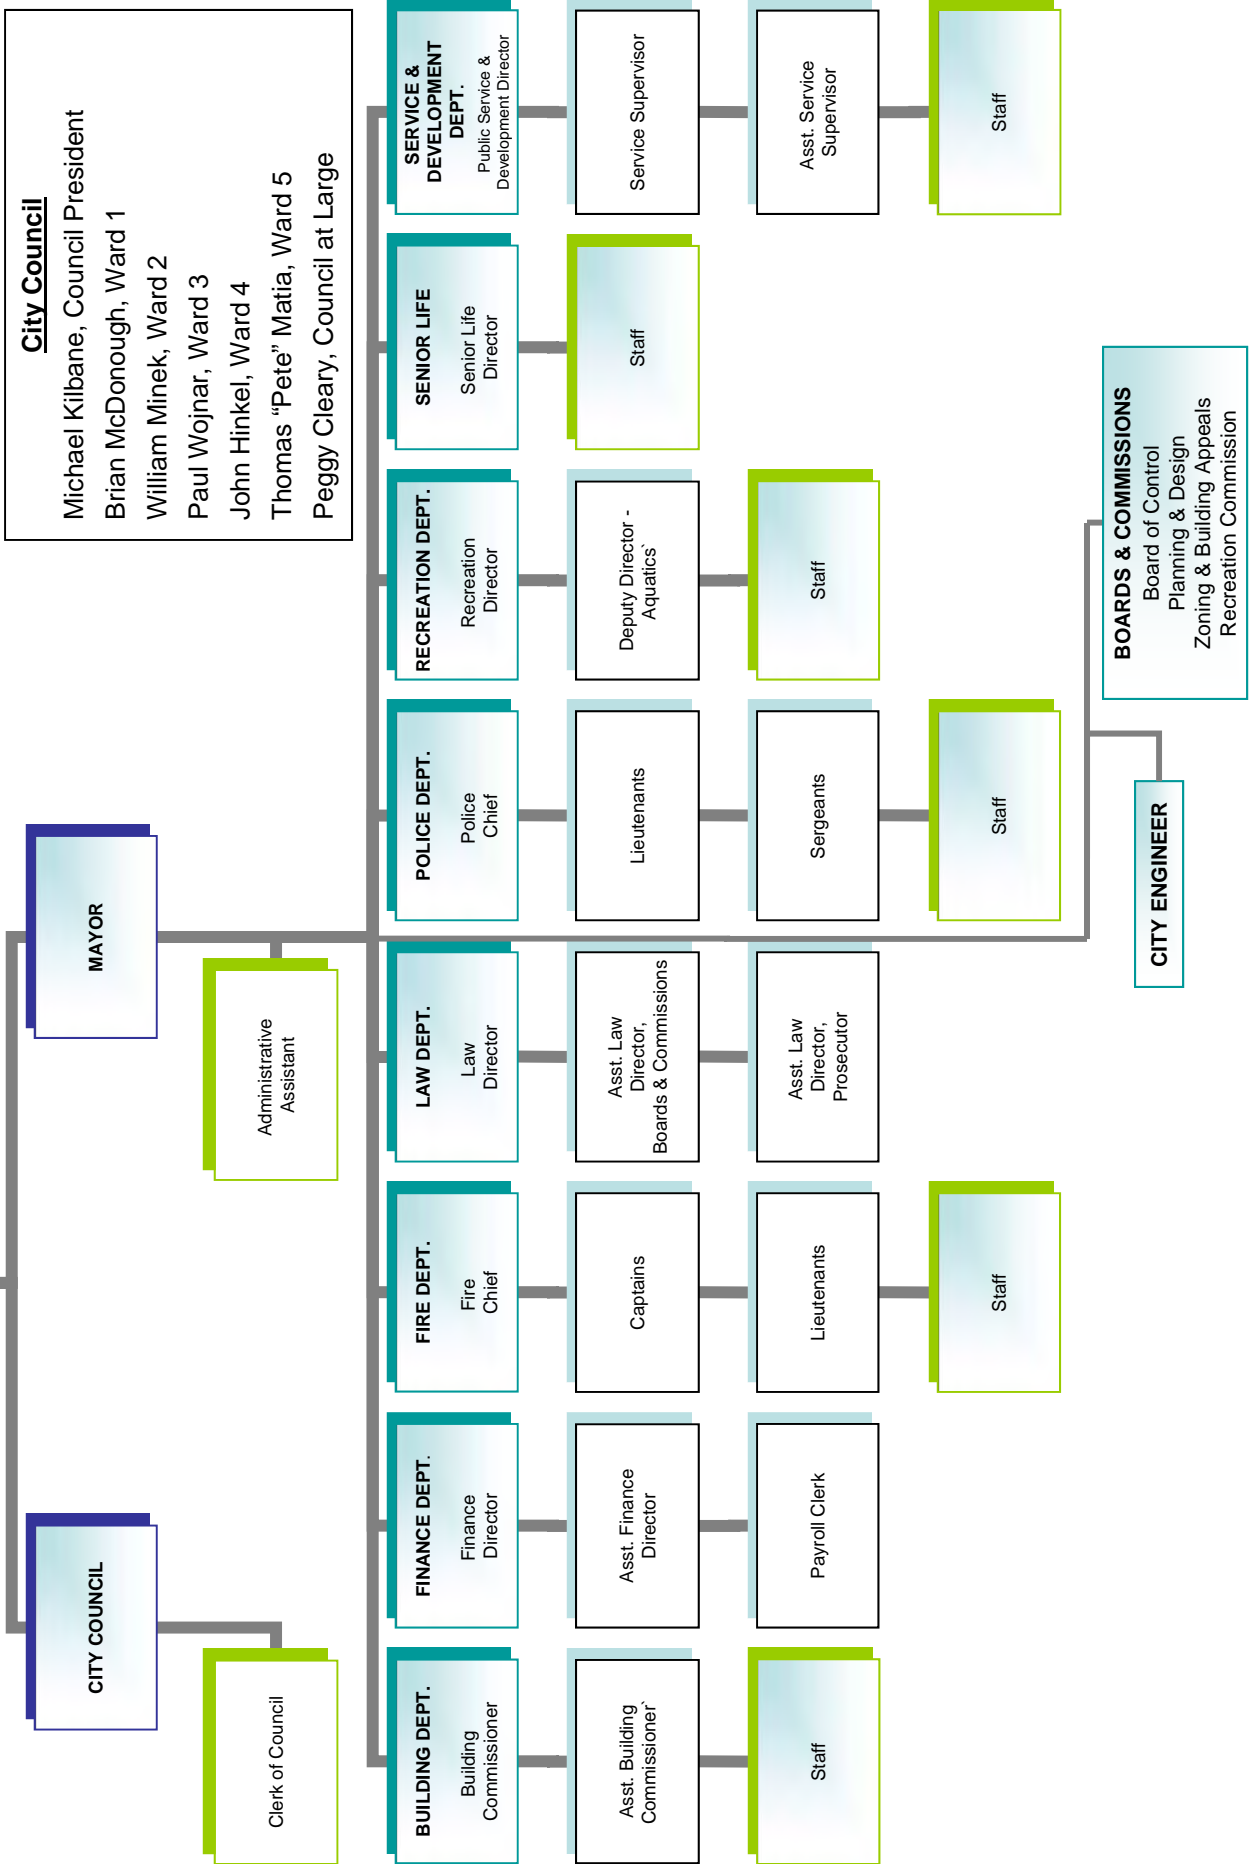 City Council
Michael Kilbane, Council President
Brian McDonough, Ward 1
William Minek, Ward 2
Paul Wojnar, Ward 3
John Hinkel, Ward 4
Thomas “Pete” Matia, Ward 5
Peggy Cleary, Council at Large
CITY COUNCIL
MAYOR
Clerk of Council
Administrative
Assistant
BUILDING DEPT.
Building
Commissioner
Asst. Building
Commissioner`
Staff
FINANCE DEPT.
Finance
Director
Asst. Finance
Director
Payroll Clerk
FIRE DEPT.
Fire
Chief
Captains
Lieutenants
Staff
LAW DEPT.
Law
Director
Asst. Law
Director,
Boards & Commissions
Asst. Law
Director,
Prosecutor
POLICE DEPT.
Police
Chief
Lieutenants
Sergeants
Staff
RECREATION DEPT.
Recreation
Director
Deputy Director -
Aquatics`
Staff
SENIOR LIFE
Senior Life
Director
Staff
SERVICE &
DEVELOPMENT
DEPT.
Public Service &
Development Director
Service Supervisor
Asst. Service
Supervisor
Staff
CITY ENGINEER
BOARDS & COMMISSIONS
Board of Control
Planning & Design
Zoning & Building Appeals
Recreation Commission